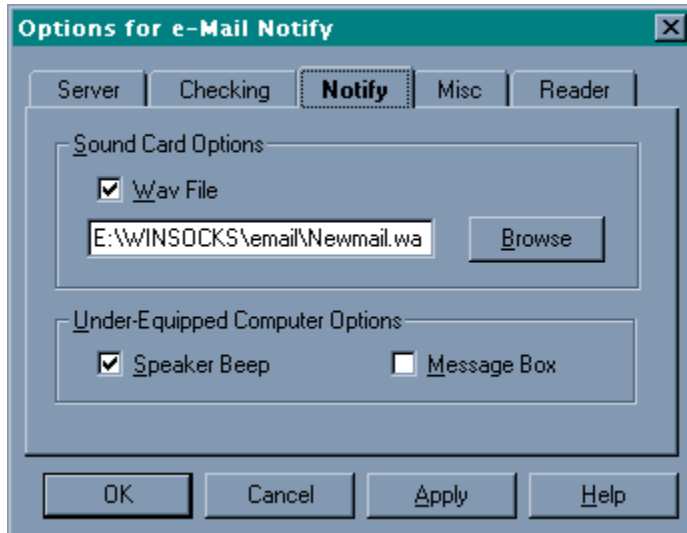 Options for e-Mail Notify
Server Checking Notify Misc Reader
Sound Card Options
Wav File
E:\WINSOCKS\email\Newmail.wa Browse
Under-Equipped Computer Options
Speaker Beep Message Box
OK Cancel Apply Help